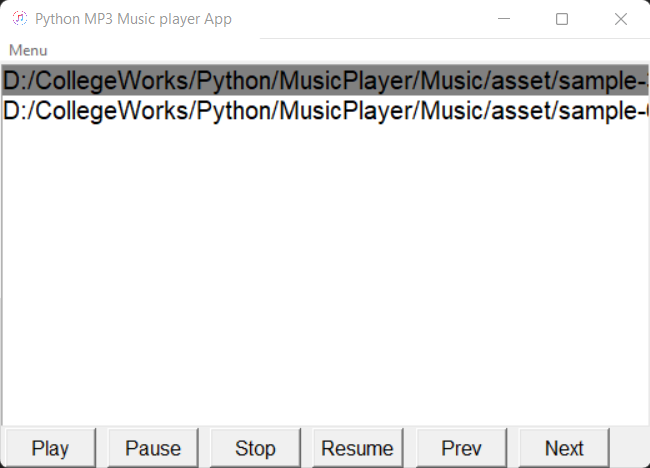 Python MP3 Music player App
Menu
D:/CollegeWorks/Python/MusicPlayer/Music/asset/sample-
D:/CollegeWorks/Python/MusicPlayer/Music/asset/sample-
Play Pause Stop Resume Prev Next